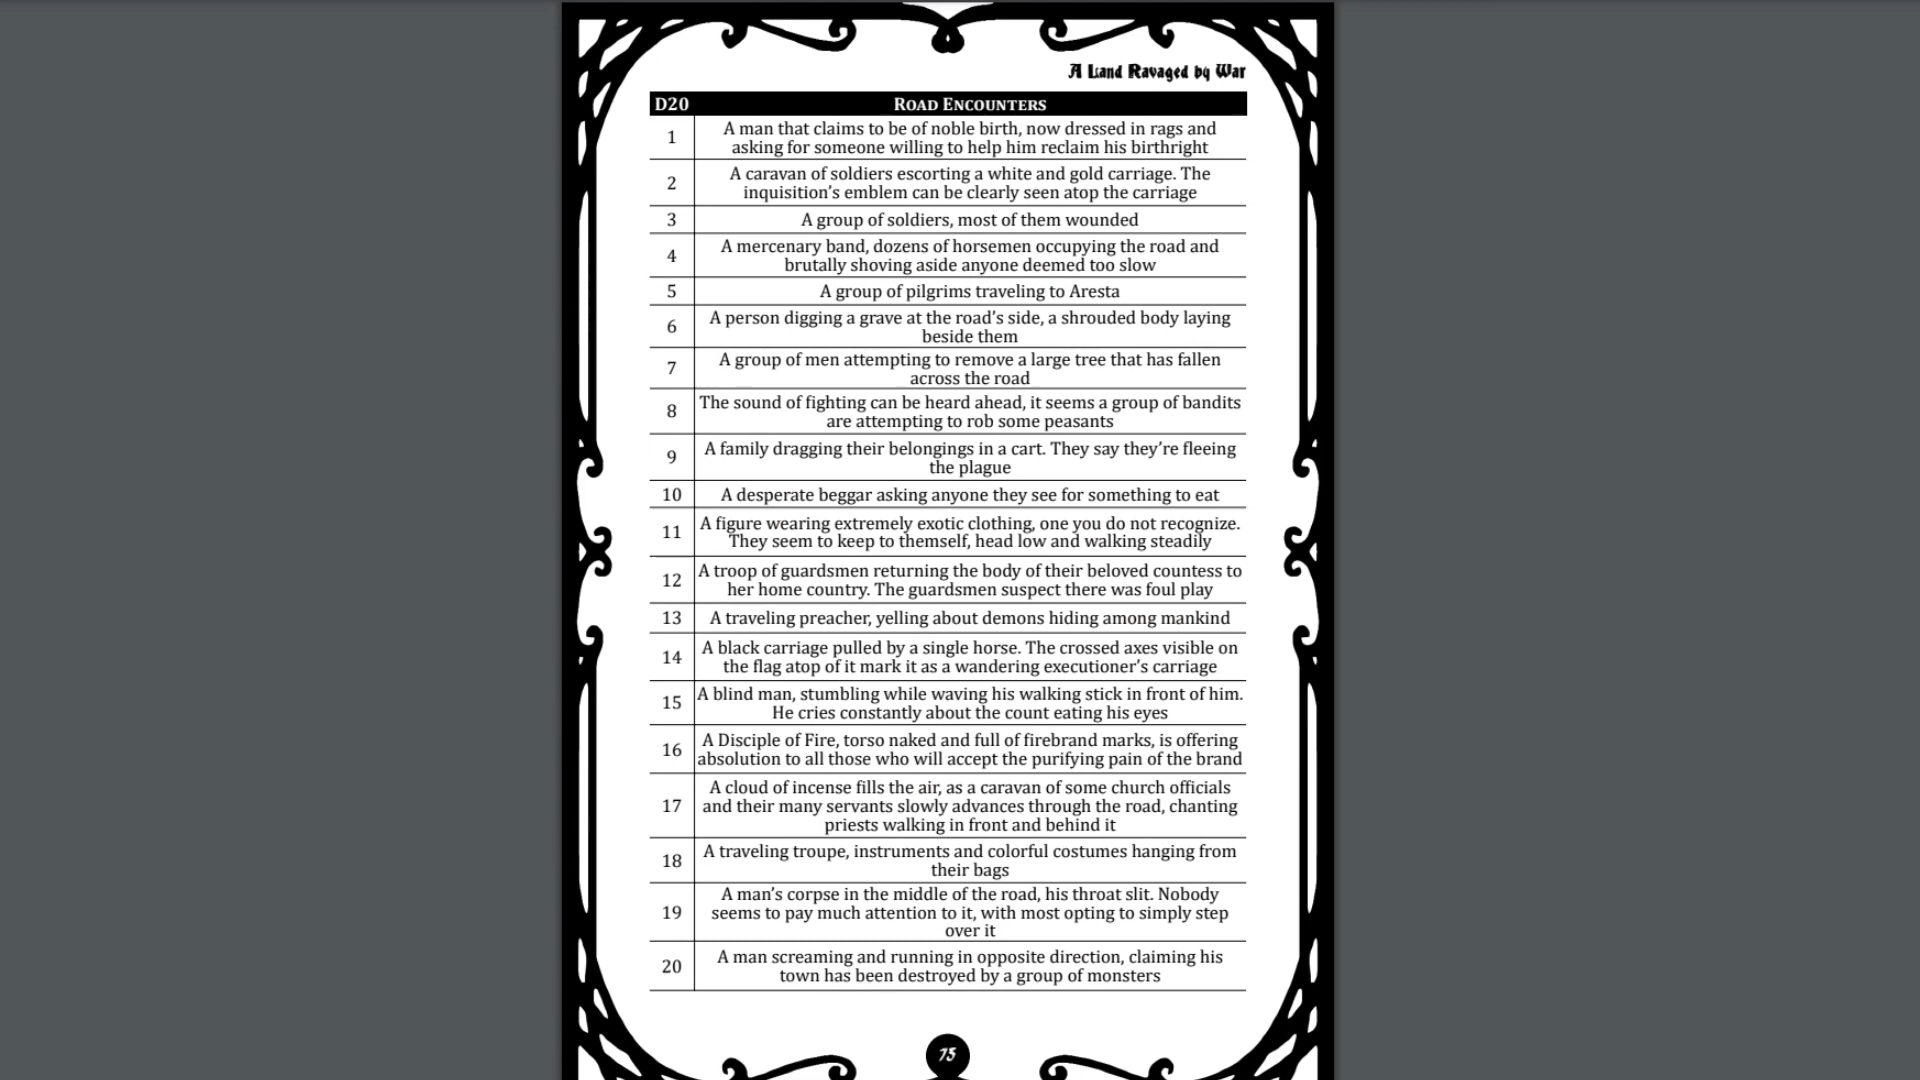 A Land Ravaged by War
D20 Road Encounters
1 A man that claims to be of noble birth, now dressed in rags and
asking for someone willing to help him reclaim his birthright
2 A caravan of soldiers escorting a white and gold carriage. The
inquisition’s emblem can be clearly seen atop the carriage
3 A group of soldiers, most of them wounded
4 A mercenary band, dozens of horsemen occupying the road and
brutally shoving aside anyone deemed too slow
5 A group of pilgrims traveling to Aresta
6 A person digging a grave at the road’s side, a shrouded body laying
beside them
7 A group of men attempting to remove a large tree that has fallen
across the road
8 The sound of fighting can be heard ahead, it seems a group of bandits
are attempting to rob some peasants
9 A family dragging their belongings in a cart. They say they’re fleeing
the plague
10 A desperate beggar asking anyone they see for something to eat
11 A figure wearing extremely exotic clothing, one you do not recognize.
They seem to keep to themself, head low and walking steadily
12 A troop of guardsmen returning the body of their beloved countess to
her home country. The guardsmen suspect there was foul play
13 A traveling preacher, yelling about demons hiding among mankind
14 A black carriage pulled by a single horse. The crossed axes visible on
the flag atop of it mark it as a wandering executioner’s carriage
15 A blind man, stumbling while waving his walking stick in front of him.
He cries constantly about the count eating his eyes
16 A Disciple of Fire, torso naked and full of firebrand marks, is offering
absolution to all those who will accept the purifying pain of the brand
17 A cloud of incense fills the air, as a caravan of some church officials
and their many servants slowly advances through the road, chanting
priests walking in front and behind it
18 A traveling troupe, instruments and colorful costumes hanging from
their bags
19 A man’s corpse in the middle of the road, his throat slit. Nobody
seems to pay much attention to it, with most opting to simply step
over it
20 A man screaming and running in opposite direction, claiming his
town has been destroyed by a group of monsters
75